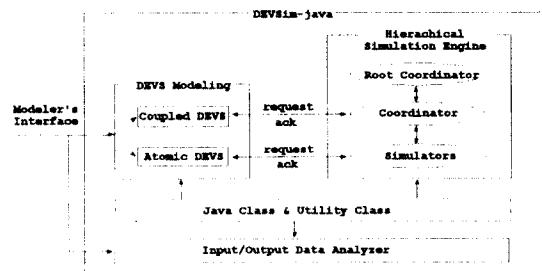 DEVSim-java
Hierachical
Simulation Engine
Root Coordinator
DEVS Modeling
Modeler's
Interface
Coupled DEVS
request
ack
Coordinator
Atomic DEVS
request
ack
Simulators
Java Class & Utility Class
Input/Output Data Analyzer